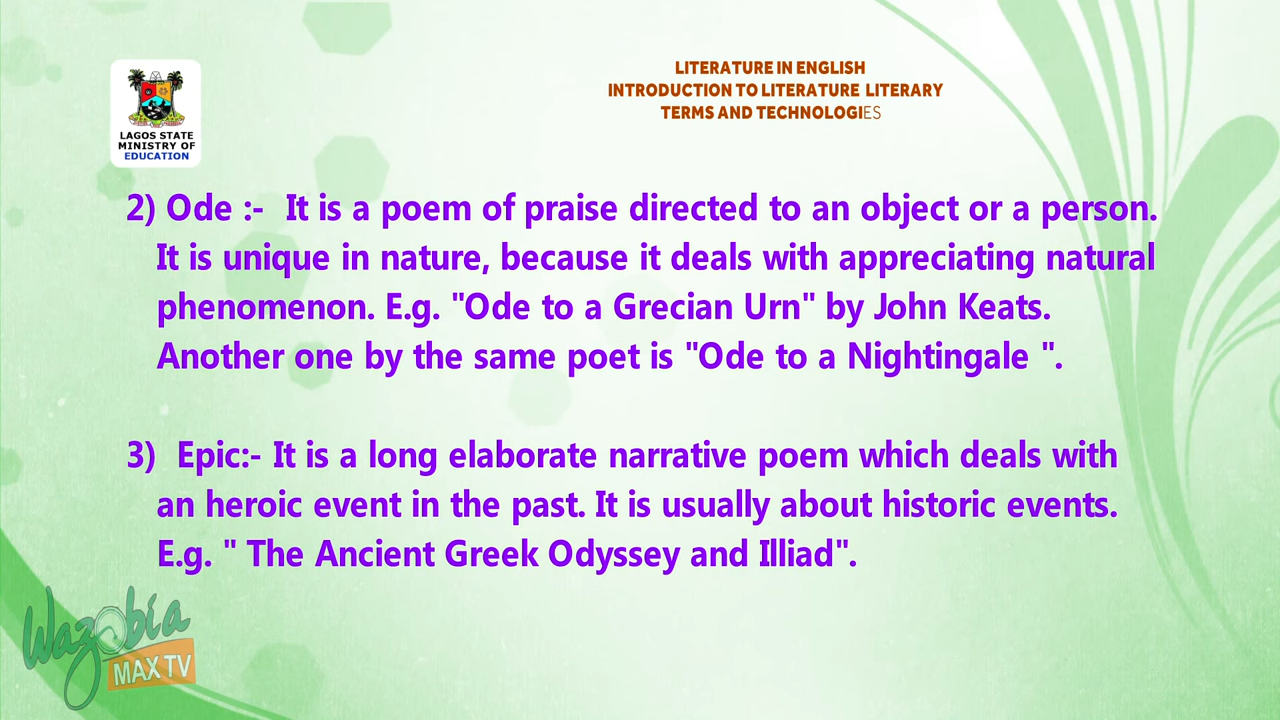 LITERATURE IN ENGLISH
INTRODUCTION TO LITERATURE LITERARY
TERMS AND TECHNOLOGIES
LAGOS STATE
MINISTRY OF
EDUCATION
2) Ode :- It is a poem of praise directed to an object or a person.
It is unique in nature, because it deals with appreciating natural
phenomenon. E.g. "Ode to a Grecian Urn" by John Keats.
Another one by the same poet is "Ode to a Nightingale ".
3) Epic:- It is a long elaborate narrative poem which deals with
an heroic event in the past. It is usually about historic events.
E.g. " The Ancient Greek Odyssey and Illiad".
Wazobia
MAX TV